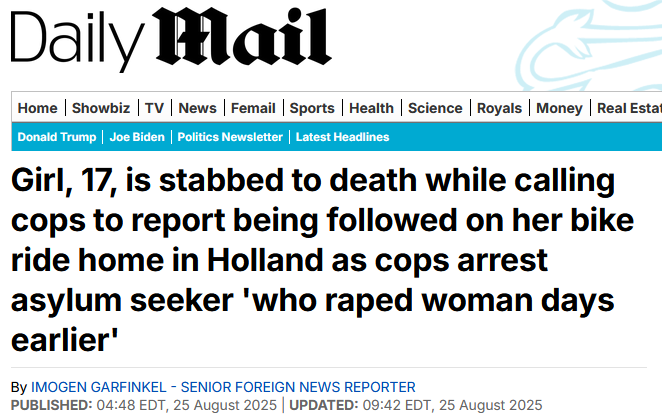 Daily Mail
Home | Showbiz | TV | News | Femail | Sports | Health | Science | Royals | Money | Real Esta
Donald Trump | Joe Biden | Politics Newsletter | Latest Headlines
Girl, 17, is stabbed to death while calling
cops to report being followed on her bike
ride home in Holland as cops arrest
asylum seeker 'who raped woman days
earlier'
By IMOGEN GARFINKEL - SENIOR FOREIGN NEWS REPORTER
PUBLISHED: 04:48 EDT, 25 August 2025 | UPDATED: 09:42 EDT, 25 August 2025